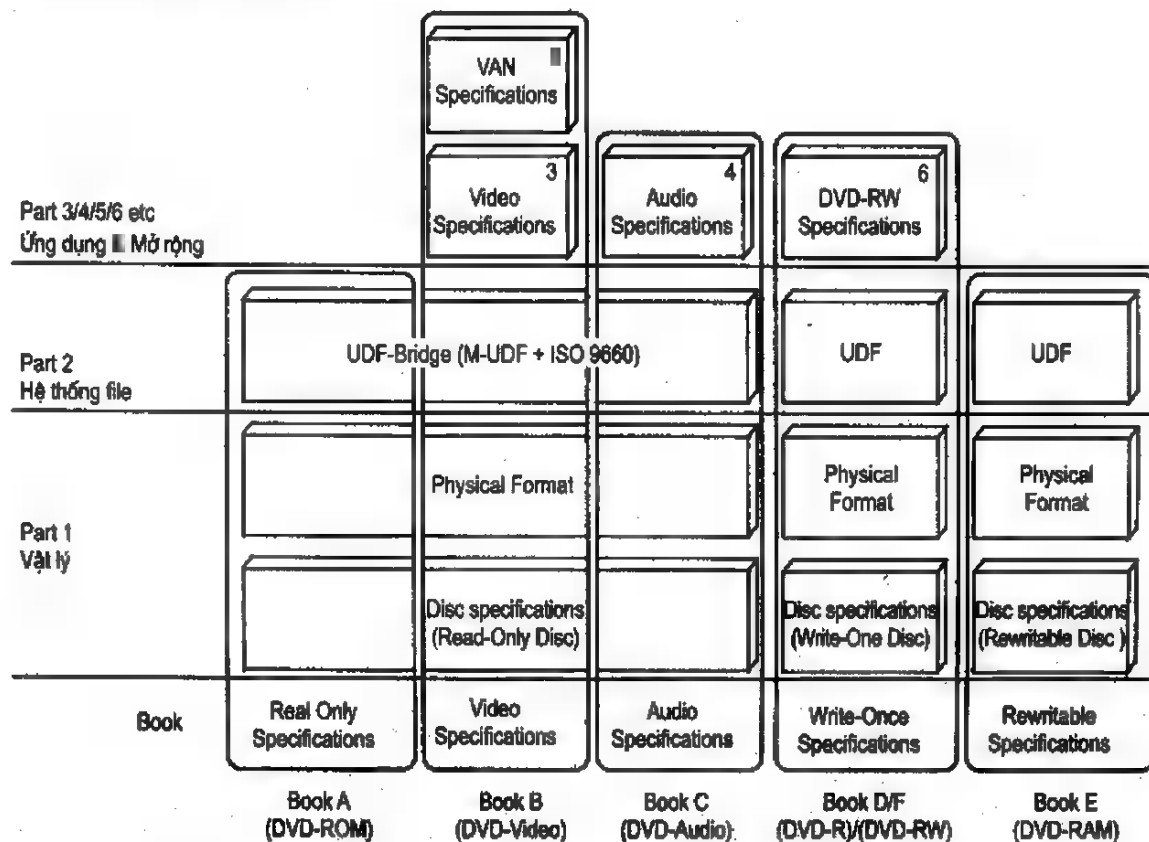 VAN
Specifications
3
Video
Specifications
4
Audio
Specifications
6
DVD-RW
Specifications
Part 3/4/5/6 etc
Ứng dụng Mở rộng
Part 2
Hệ thống file
UDF-Bridge (M-UDF + ISO 9660)
UDF
UDF
Part 1
Vật lý
Physical Format
Physical
Format
Physical
Format
Disc specifications
(Read-Only Disc)
Disc specifications
(Write-One Disc)
Disc specifications
(Rewritable Disc )
Book
Real Only
Specifications
Video
Specifications
Audio
Specifications
Write-Once
Specifications
Rewritable
Specifications
Book A
(DVD-ROM)
Book B
(DVD-Video)
Book C
(DVD-Audio)
Book D/F
(DVD-R)/(DVD-RW)
Book E
(DVD-RAM)